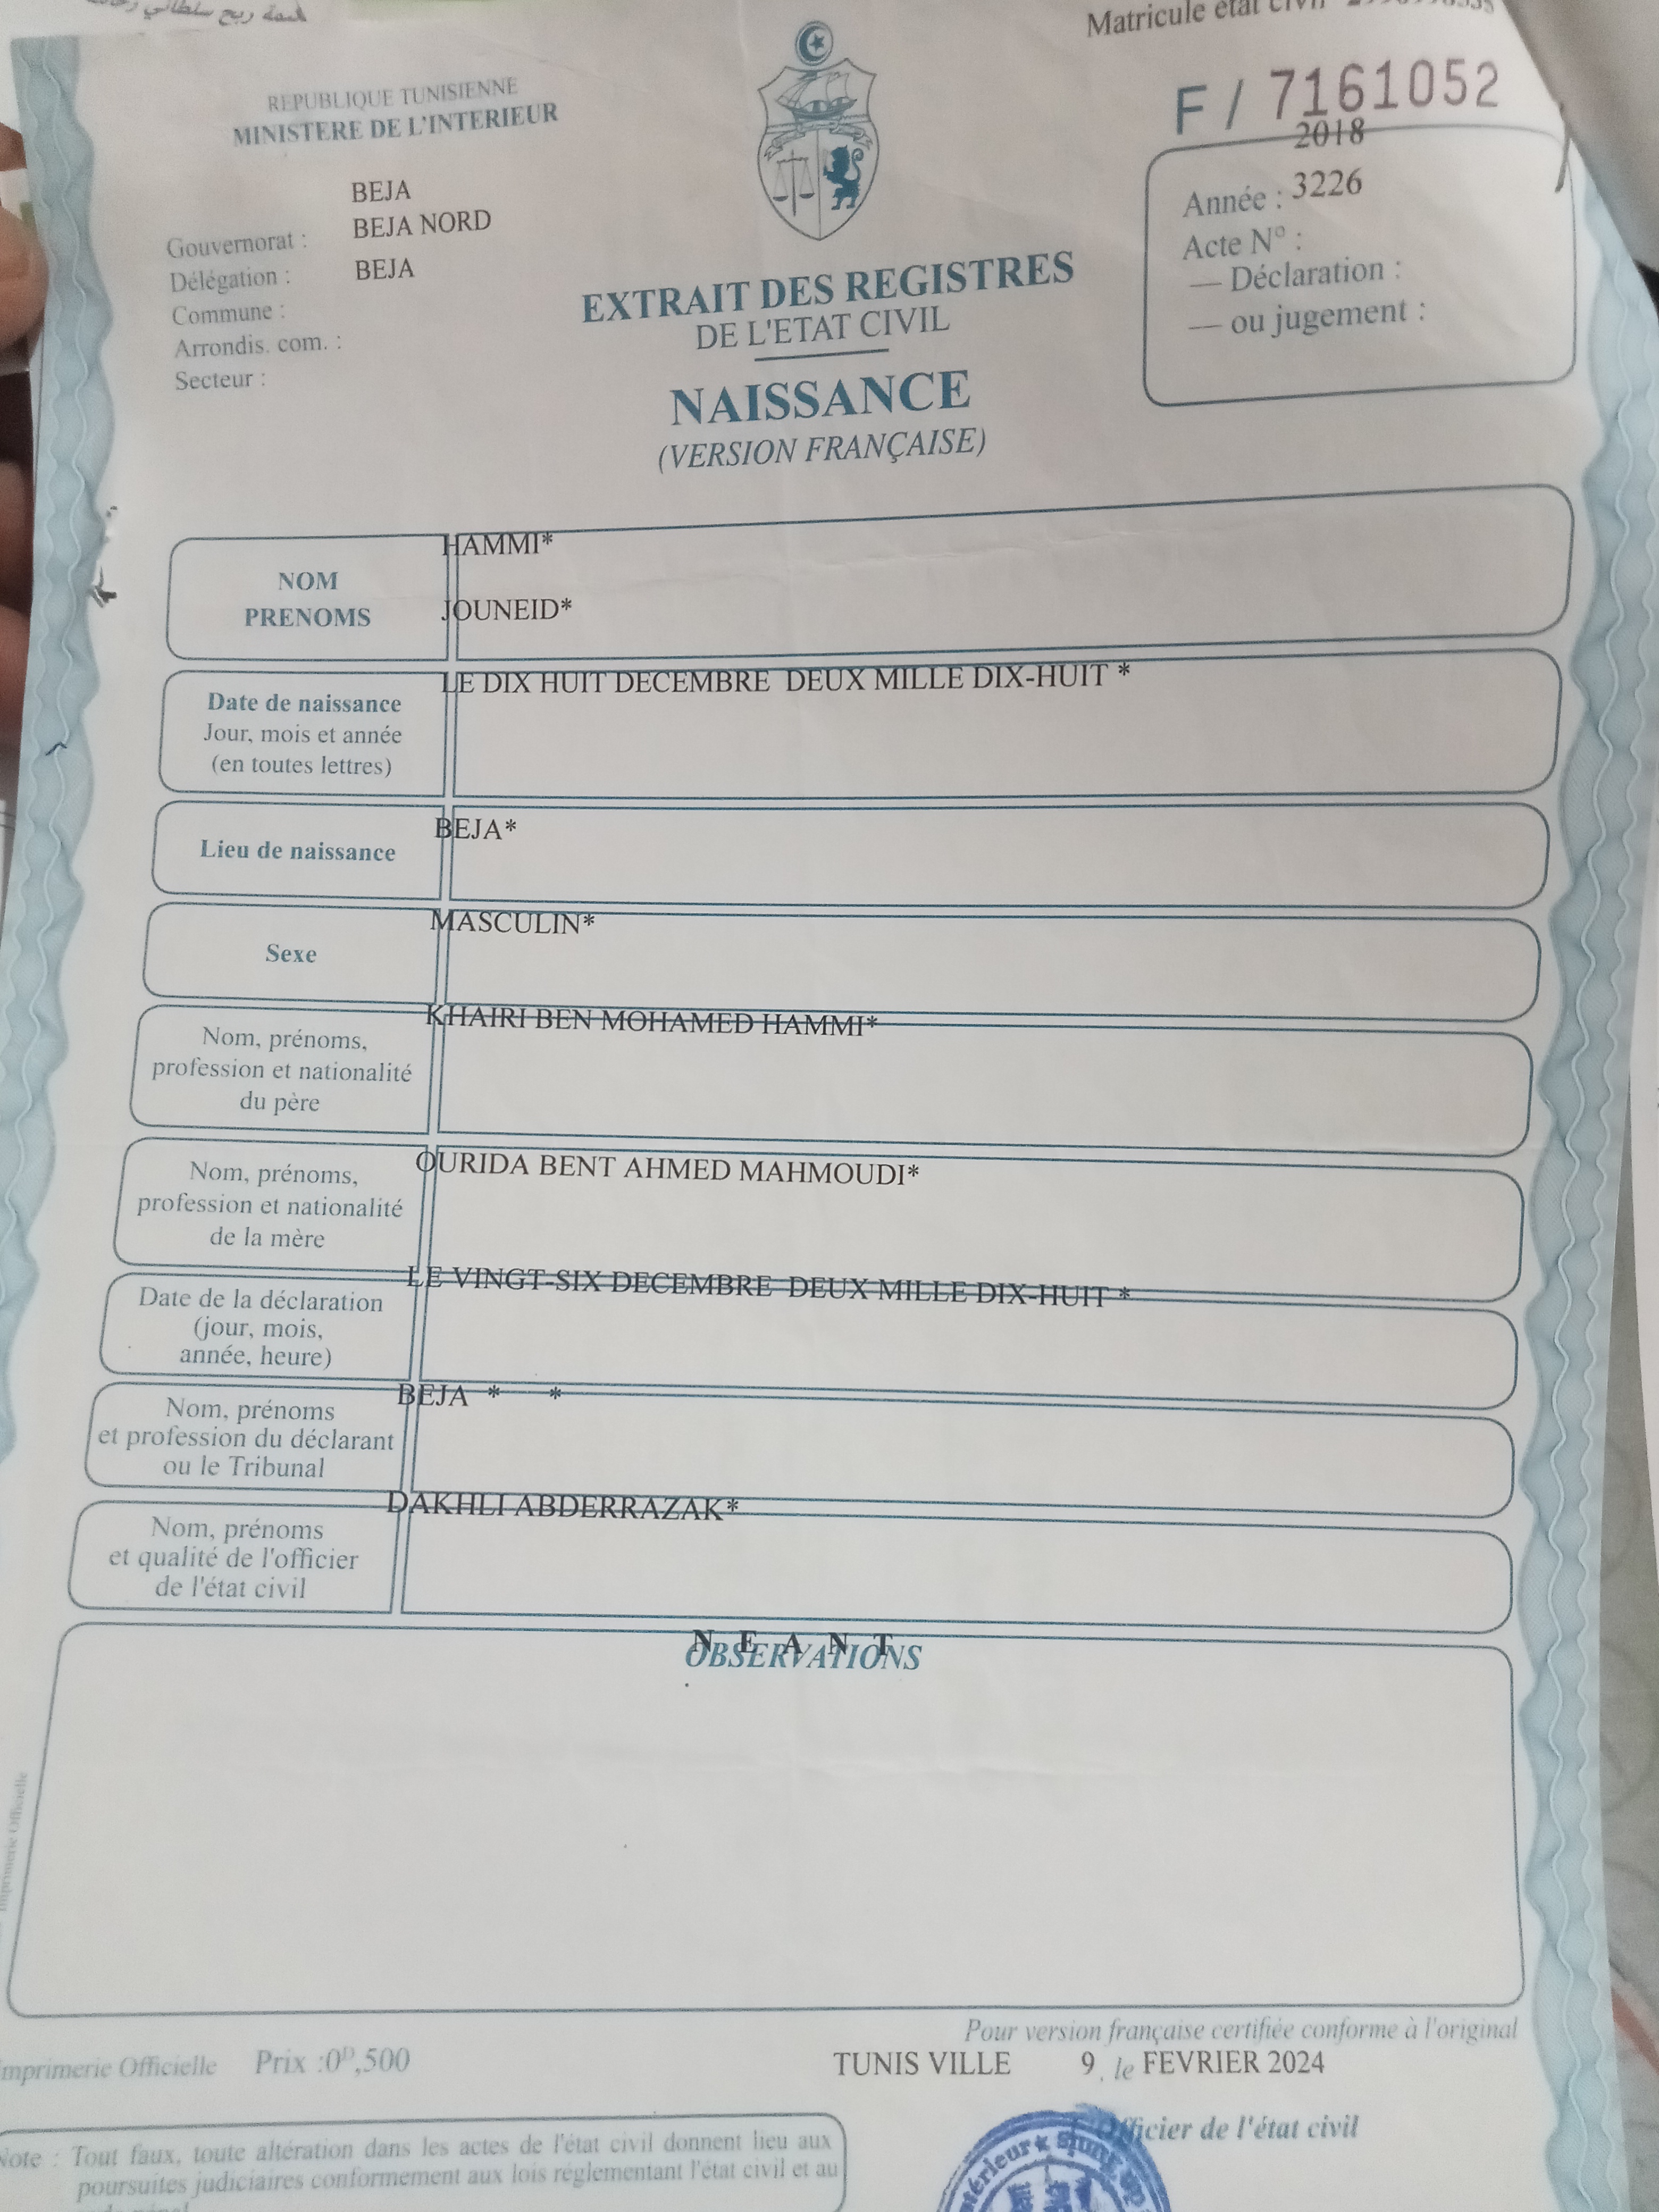 Matricule état civil
REPUBLIQUE TUNISIENNE
MINISTERE DE L'INTERIEUR
F / 7161052
2018
Année : 3226
Acte N° :
— Déclaration :
— ou jugement :
BEJA
BEJA NORD
Gouvernorat :
BEJA
Délégation :
Commune :
Arrondis. com. :
Secteur :
EXTRAIT DES REGISTRES
DE L'ETAT CIVIL
NAISSANCE
(VERSION FRANÇAISE)
HAMMI*
NOM
PRENOMS
JOUNEID*
LE DIX HUIT DECEMBRE DEUX MILLE DIX-HUIT *
Date de naissance
Jour, mois et année
(en toutes lettres)
BEJA*
Lieu de naissance
MASCULIN*
Sexe
KHAIRI BEN MOHAMED HAMMI*
Nom, prénoms,
profession et nationalité
du père
OURIDA BENT AHMED MAHMOUDI*
Nom, prénoms,
profession et nationalité
de la mère
LE VINGT-SIX DECEMBRE DEUX MILLE DIX-HUIT *
Date de la déclaration
(jour, mois,
année, heure)
BEJA * *
Nom, prénoms
et profession du déclarant
ou le Tribunal
DAKHLI ABDERRAZAK*
Nom, prénoms
et qualité de l'officier
de l'état civil
N E A N T
OBSERVATIONS
Imprimerie Officielle
Pour version française certifiée conforme à l'original
Imprimerie Officielle Prix :0ᴰ,500
TUNIS VILLE 9 , le FEVRIER 2024
Officier de l'état civil
Note : Tout faux, toute altération dans les actes de l'état civil donnent lieu aux
poursuites judiciaires conformement aux lois réglementant l'état civil et au